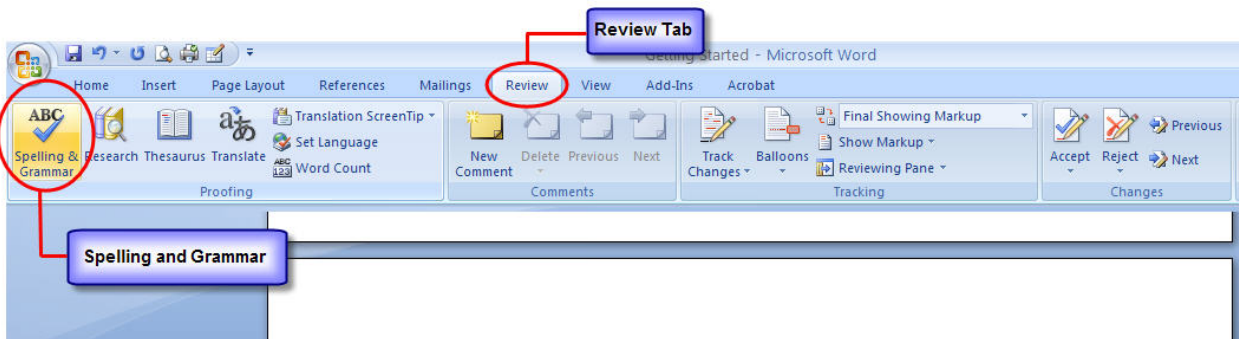 Review Tab
Getting Started - Microsoft Word
Home Insert Page Layout References Mailings Review View Add-Ins Acrobat
ABC
Spelling & Grammar
Research
Thesaurus
aあ
Translate
Translation ScreenTip
Set Language
ABC
123
Word Count
Proofing
New Comment
Delete
Previous
Next
Comments
Track Changes
Balloons
Final Showing Markup
Show Markup
Reviewing Pane
Tracking
Accept
Reject
Previous
Next
Changes
Spelling and Grammar